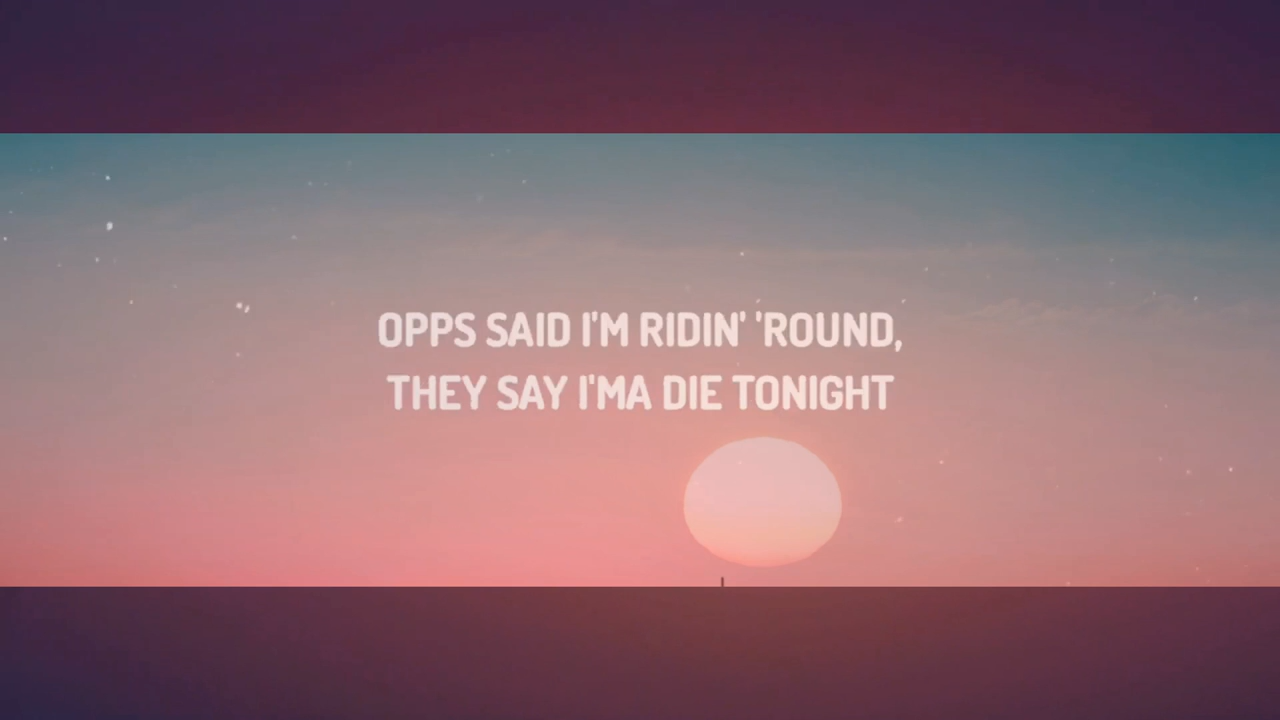 OPPS SAID I'M RIDIN' 'ROUND,
THEY SAY I'MA DIE TONIGHT